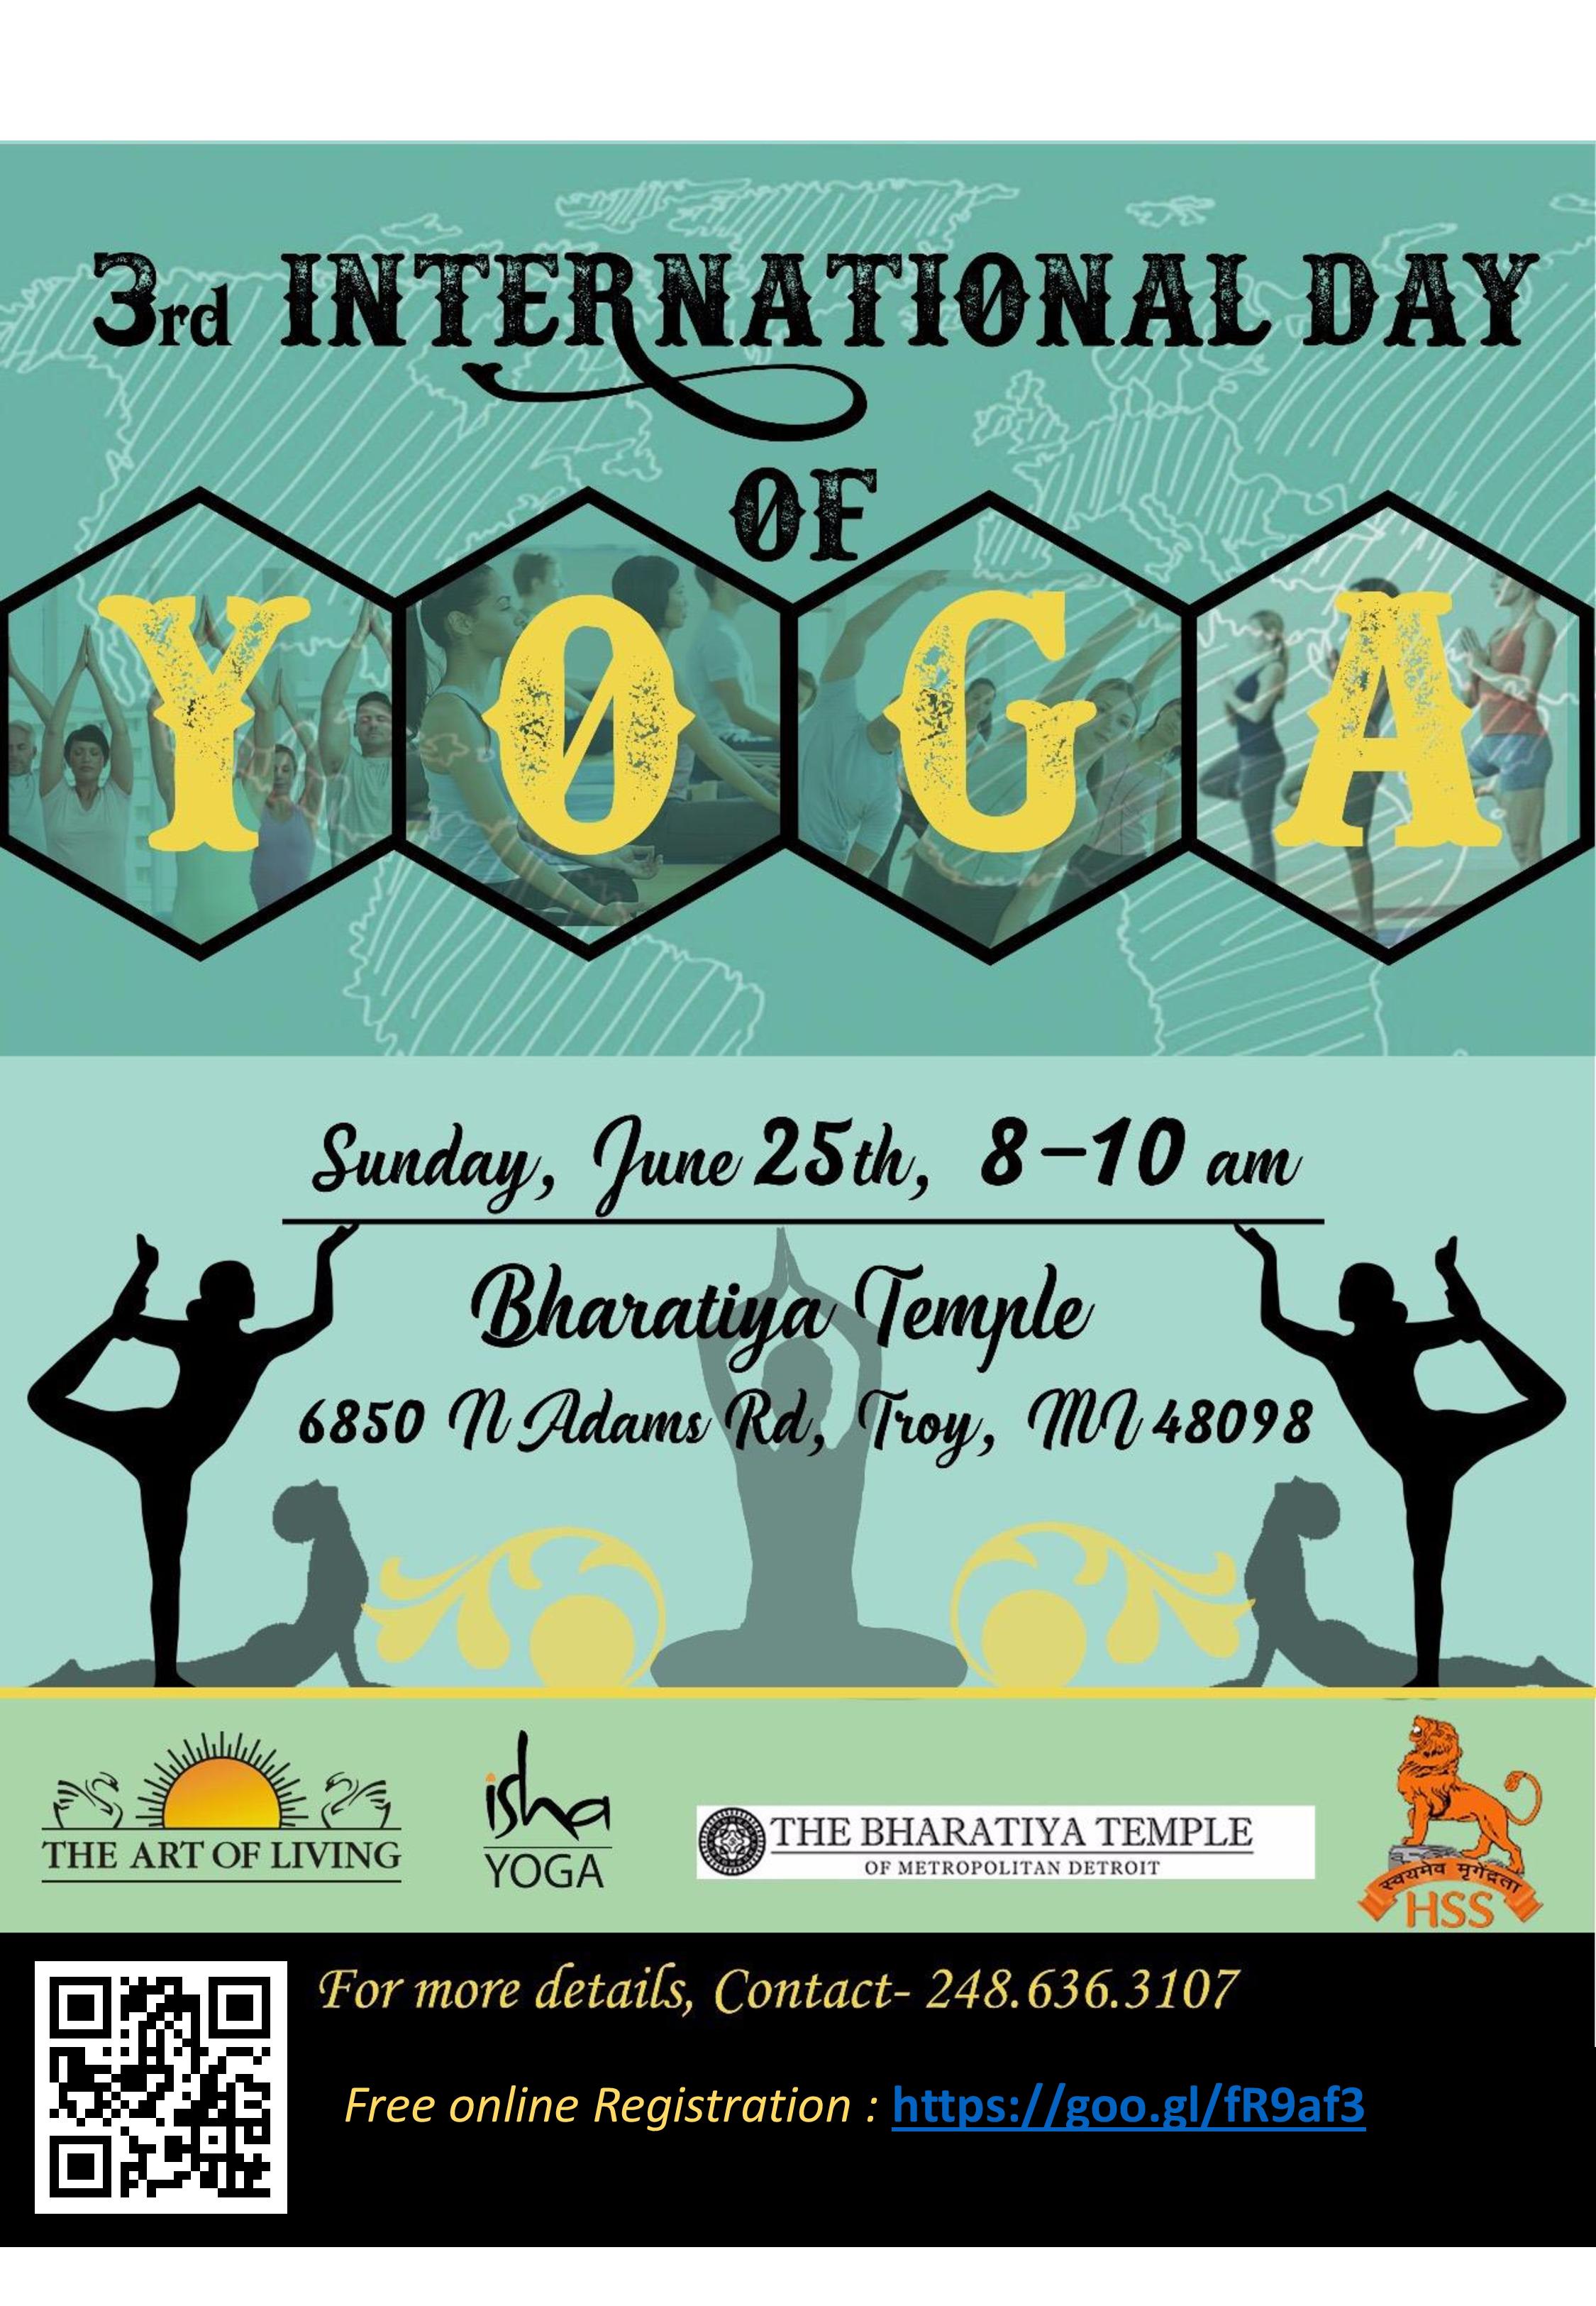 3rd INTERNATIONAL DAY
OF
YOGA
Sunday, June 25th, 8-10 am
Bharatiya Temple
6850 N Adams Rd, Troy, MI 48098
THE ART OF LIVING
isha
YOGA
THE BHARATIYA TEMPLE
OF METROPOLITAN DETROIT
स्वयमेव मृगेंद्रता
HSS
For more details, Contact- 248.636.3107
Free online Registration : https://goo.gl/fR9af3